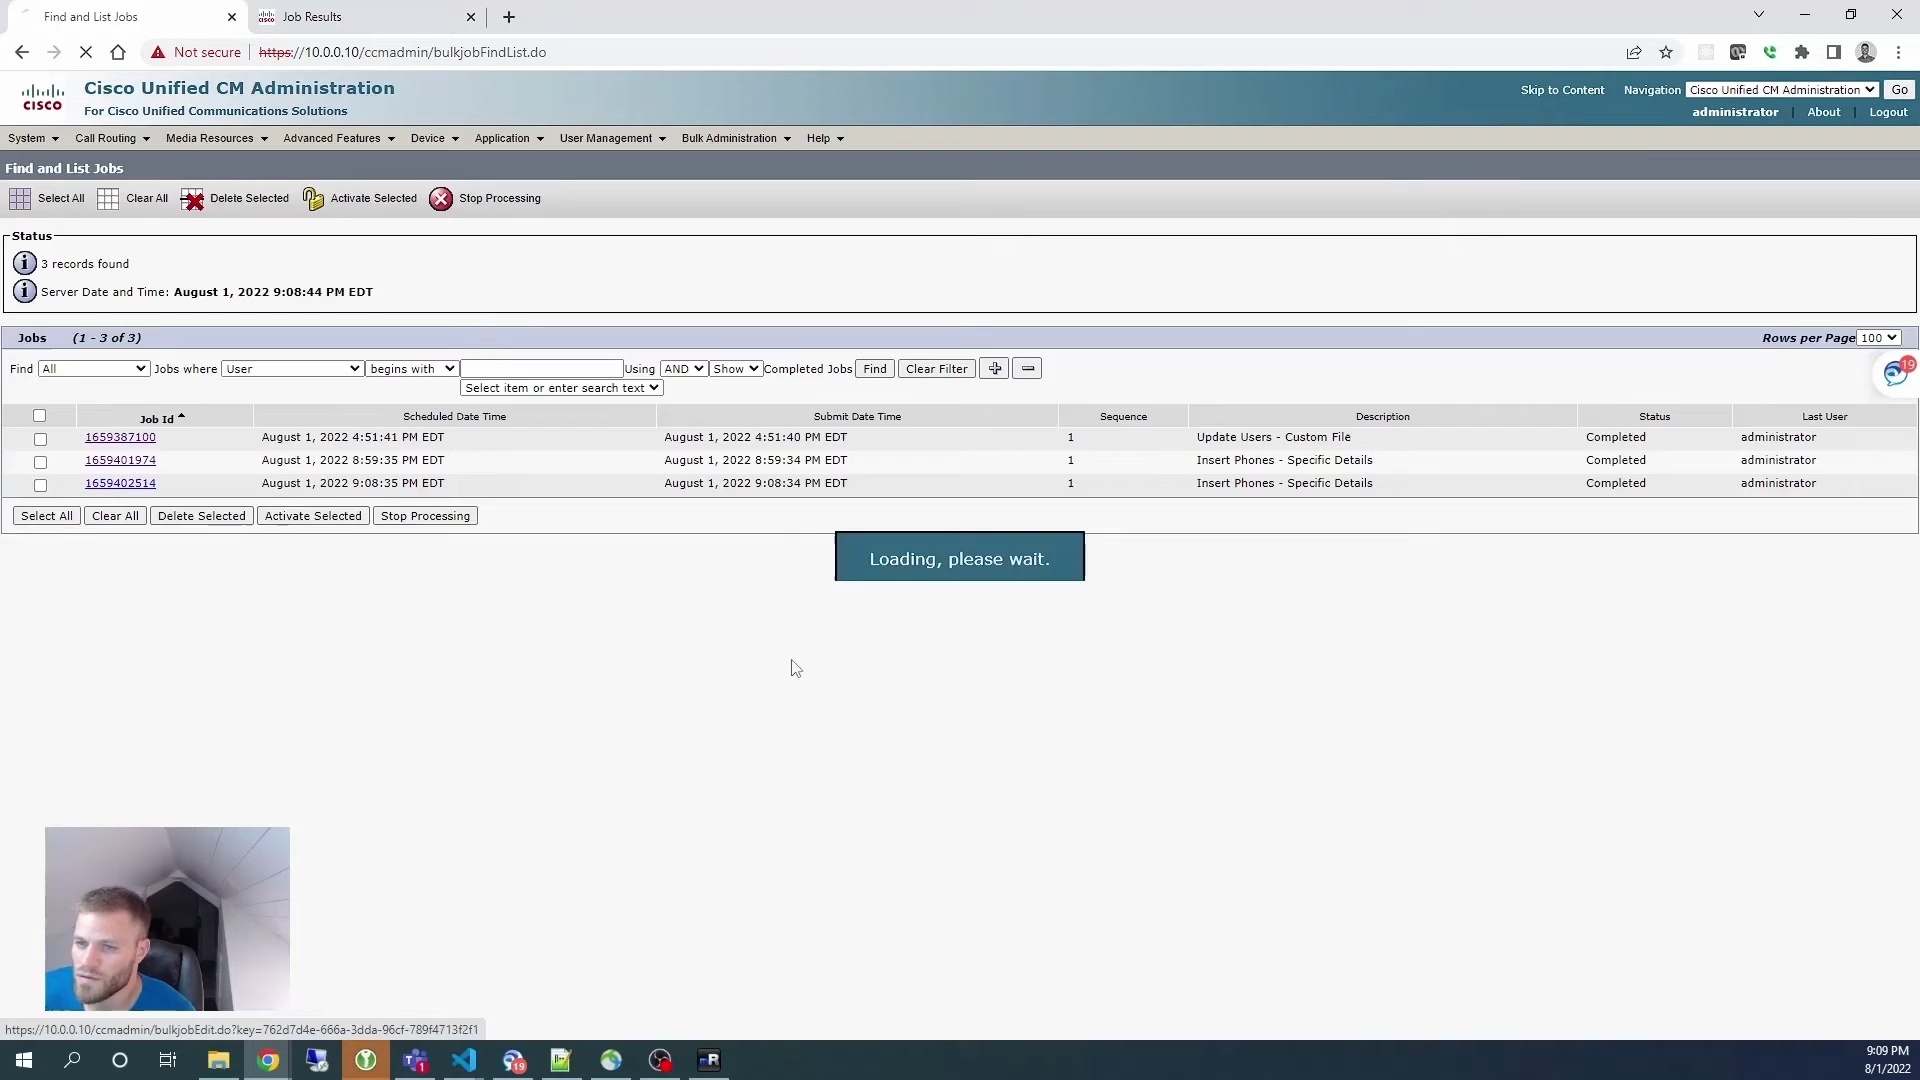 Find and List Jobs
Job Results
Not secure
https://10.0.0.10/ccmadmin/bulkjobFindList.do
CISCO
Cisco Unified CM Administration
For Cisco Unified Communications Solutions
Skip to Content Navigation Cisco Unified CM Administration Go
administrator | About | Logout
System Call Routing Media Resources Advanced Features Device Application User Management Bulk Administration Help
Find and List Jobs
Select All Clear All Delete Selected Activate Selected Stop Processing
Status
3 records found
Server Date and Time: August 1, 2022 9:08:44 PM EDT
Jobs (1 - 3 of 3) Rows per Page 100
Find All Jobs where User begins with Using AND Show Completed Jobs Find Clear Filter
19
Select item or enter search text
Job Id Scheduled Date Time Submit Date Time Sequence Description Status Last User
1659387100 August 1, 2022 4:51:41 PM EDT August 1, 2022 4:51:40 PM EDT 1 Update Users - Custom File Completed administrator
1659401974 August 1, 2022 8:59:35 PM EDT August 1, 2022 8:59:34 PM EDT 1 Insert Phones - Specific Details Completed administrator
1659402514 August 1, 2022 9:08:35 PM EDT August 1, 2022 9:08:34 PM EDT 1 Insert Phones - Specific Details Completed administrator
Select All Clear All Delete Selected Activate Selected Stop Processing
Loading, please wait.
https://10.0.0.10/ccmadmin/bulkjobEdit.do?key=762d7d4e-666a-3dda-96cf-789f4713f2f1
1
19
9:09 PM
8/1/2022